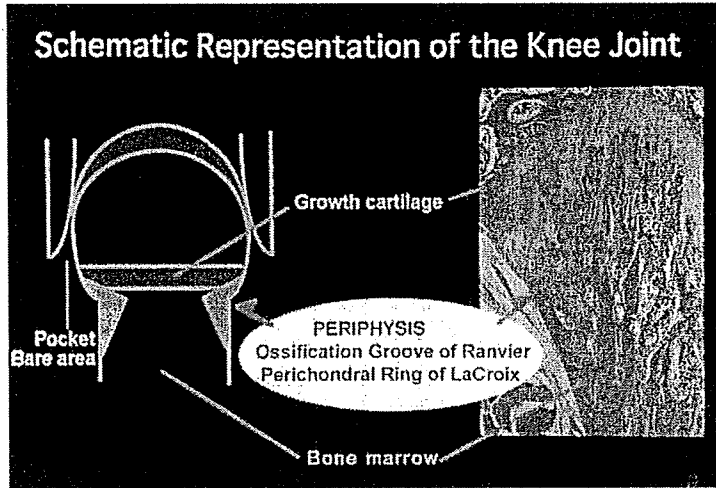 Schematic Representation of the Knee Joint
Growth cartilage
Pocket
Bare area
PERIPHYSIS
Ossification Groove of Ranvier
Perichondral Ring of LaCroix
Bone marrow